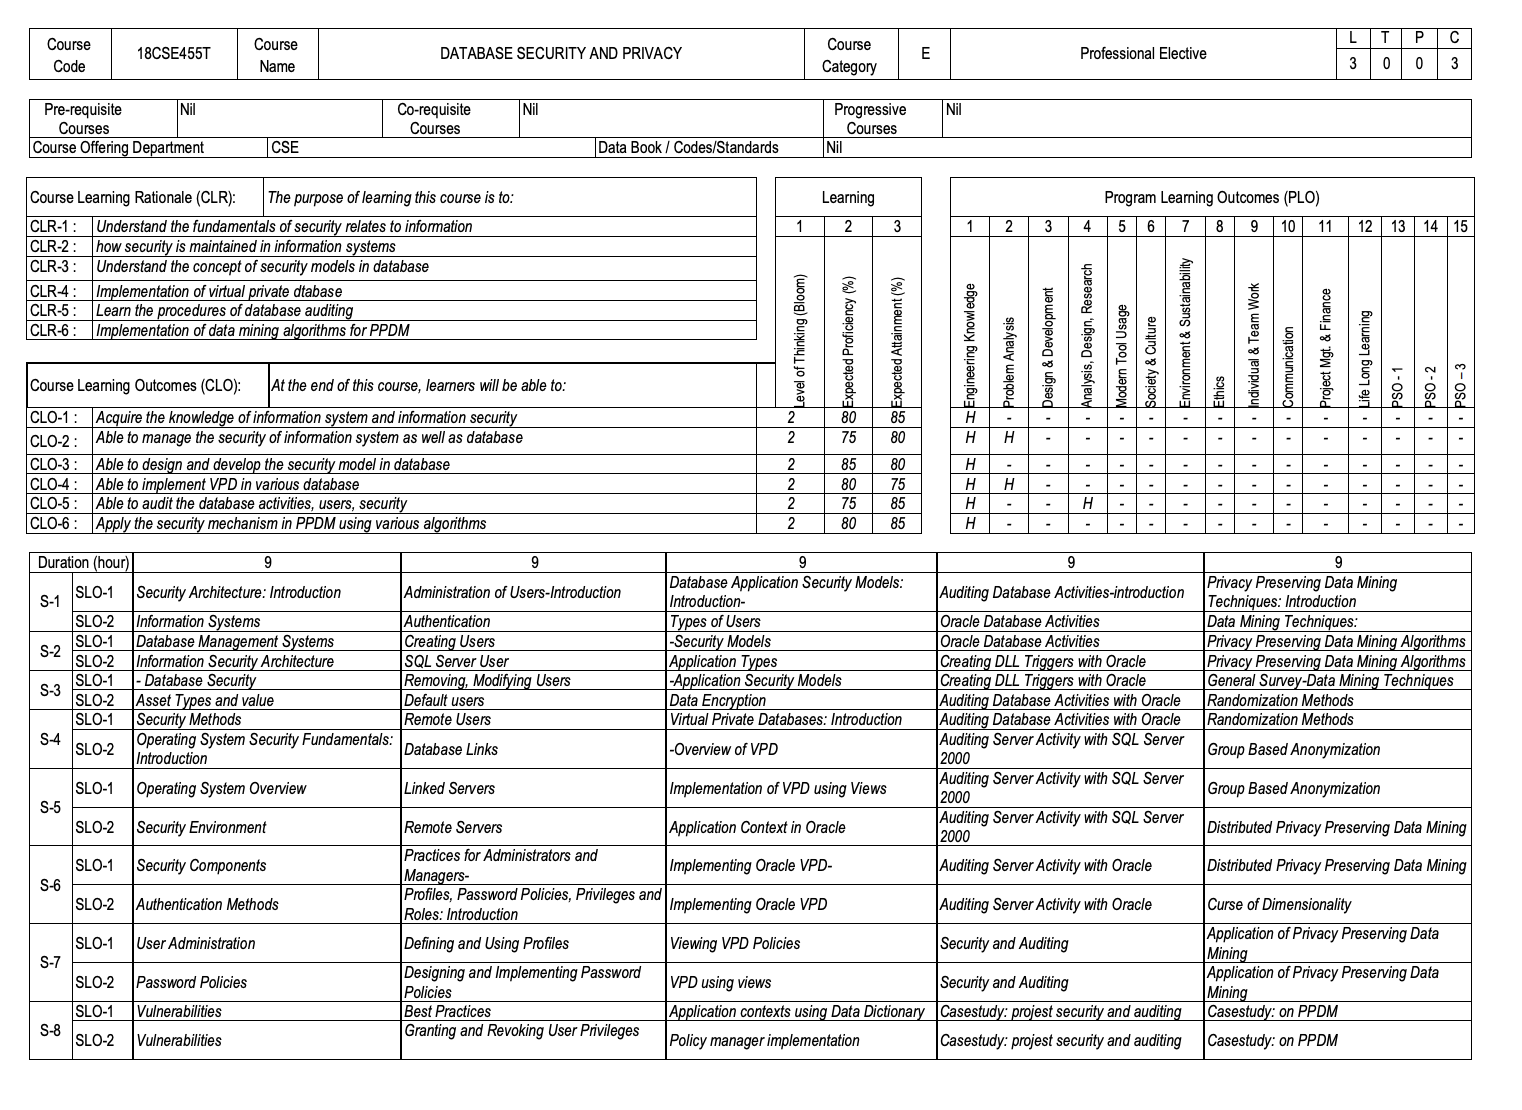 Course Code 18CSE455T Course Name DATABASE SECURITY AND PRIVACY Course Category E Professional Elective L T P C
3 0 0 3
Pre-requisite Courses Nil Co-requisite Courses Nil Progressive Courses Nil
Course Offering Department CSE Data Book / Codes/Standards Nil
Course Learning Rationale (CLR): The purpose of learning this course is to: Learning Program Learning Outcomes (PLO)
CLR-1 : Understand the fundamentals of security relates to information 1 2 3 1 2 3 4 5 6 7 8 9 10 11 12 13 14 15
CLR-2 : how security is maintained in information systems
CLR-3 : Understand the concept of security models in database
CLR-4 : Implementation of virtual private dtabase
CLR-5 : Learn the procedures of database auditing
CLR-6 : Implementation of data mining algorithms for PPDM
Level of Thinking (Bloom)
Expected Proficiency (%)
Expected Attainment (%)
Engineering Knowledge
Problem Analysis
Design & Development
Analysis, Design, Research
Modern Tool Usage
Society & Culture
Environment & Sustainability
Ethics
Individual & Team Work
Communication
Project Mgt. & Finance
Life Long Learning
PSO - 1
PSO - 2
PSO – 3
Course Learning Outcomes (CLO): At the end of this course, learners will be able to:
CLO-1 : Acquire the knowledge of information system and information security 2 80 85 H - - - - - - - - - - - - - -
CLO-2 : Able to manage the security of information system as well as database 2 75 80 H H - - - - - - - - - - - - -
CLO-3 : Able to design and develop the security model in database 2 85 80 H - - - - - - - - - - - - - -
CLO-4 : Able to implement VPD in various database 2 80 75 H H - - - - - - - - - - - - -
CLO-5 : Able to audit the database activities, users, security 2 75 85 H - - H - - - - - - - - - - -
CLO-6 : Apply the security mechanism in PPDM using various algorithms 2 80 85 H - - - - - - - - - - - - - -
Duration (hour) 9 9 9 9 9
S-1 SLO-1 Security Architecture: Introduction Administration of Users-Introduction Database Application Security Models: Introduction- Auditing Database Activities-introduction Privacy Preserving Data Mining Techniques: Introduction
SLO-2 Information Systems Authentication Types of Users Oracle Database Activities Data Mining Techniques:
S-2 SLO-1 Database Management Systems Creating Users -Security Models Oracle Database Activities Privacy Preserving Data Mining Algorithms
SLO-2 Information Security Architecture SQL Server User Application Types Creating DLL Triggers with Oracle Privacy Preserving Data Mining Algorithms
S-3 SLO-1 - Database Security Removing, Modifying Users -Application Security Models Creating DLL Triggers with Oracle General Survey-Data Mining Techniques
SLO-2 Asset Types and value Default users Data Encryption Auditing Database Activities with Oracle Randomization Methods
S-4 SLO-1 Security Methods Remote Users Virtual Private Databases: Introduction Auditing Database Activities with Oracle Randomization Methods
SLO-2 Operating System Security Fundamentals: Introduction Database Links -Overview of VPD Auditing Server Activity with SQL Server 2000 Group Based Anonymization
S-5 SLO-1 Operating System Overview Linked Servers Implementation of VPD using Views Auditing Server Activity with SQL Server 2000 Group Based Anonymization
SLO-2 Security Environment Remote Servers Application Context in Oracle Auditing Server Activity with SQL Server 2000 Distributed Privacy Preserving Data Mining
S-6 SLO-1 Security Components Practices for Administrators and Managers- Implementing Oracle VPD- Auditing Server Activity with Oracle Distributed Privacy Preserving Data Mining
SLO-2 Authentication Methods Profiles, Password Policies, Privileges and Roles: Introduction Implementing Oracle VPD Auditing Server Activity with Oracle Curse of Dimensionality
S-7 SLO-1 User Administration Defining and Using Profiles Viewing VPD Policies Security and Auditing Application of Privacy Preserving Data Mining
SLO-2 Password Policies Designing and Implementing Password Policies VPD using views Security and Auditing Application of Privacy Preserving Data Mining
S-8 SLO-1 Vulnerabilities Best Practices Application contexts using Data Dictionary Casestudy: projest security and auditing Casestudy: on PPDM
SLO-2 Vulnerabilities Granting and Revoking User Privileges Policy manager implementation Casestudy: projest security and auditing Casestudy: on PPDM